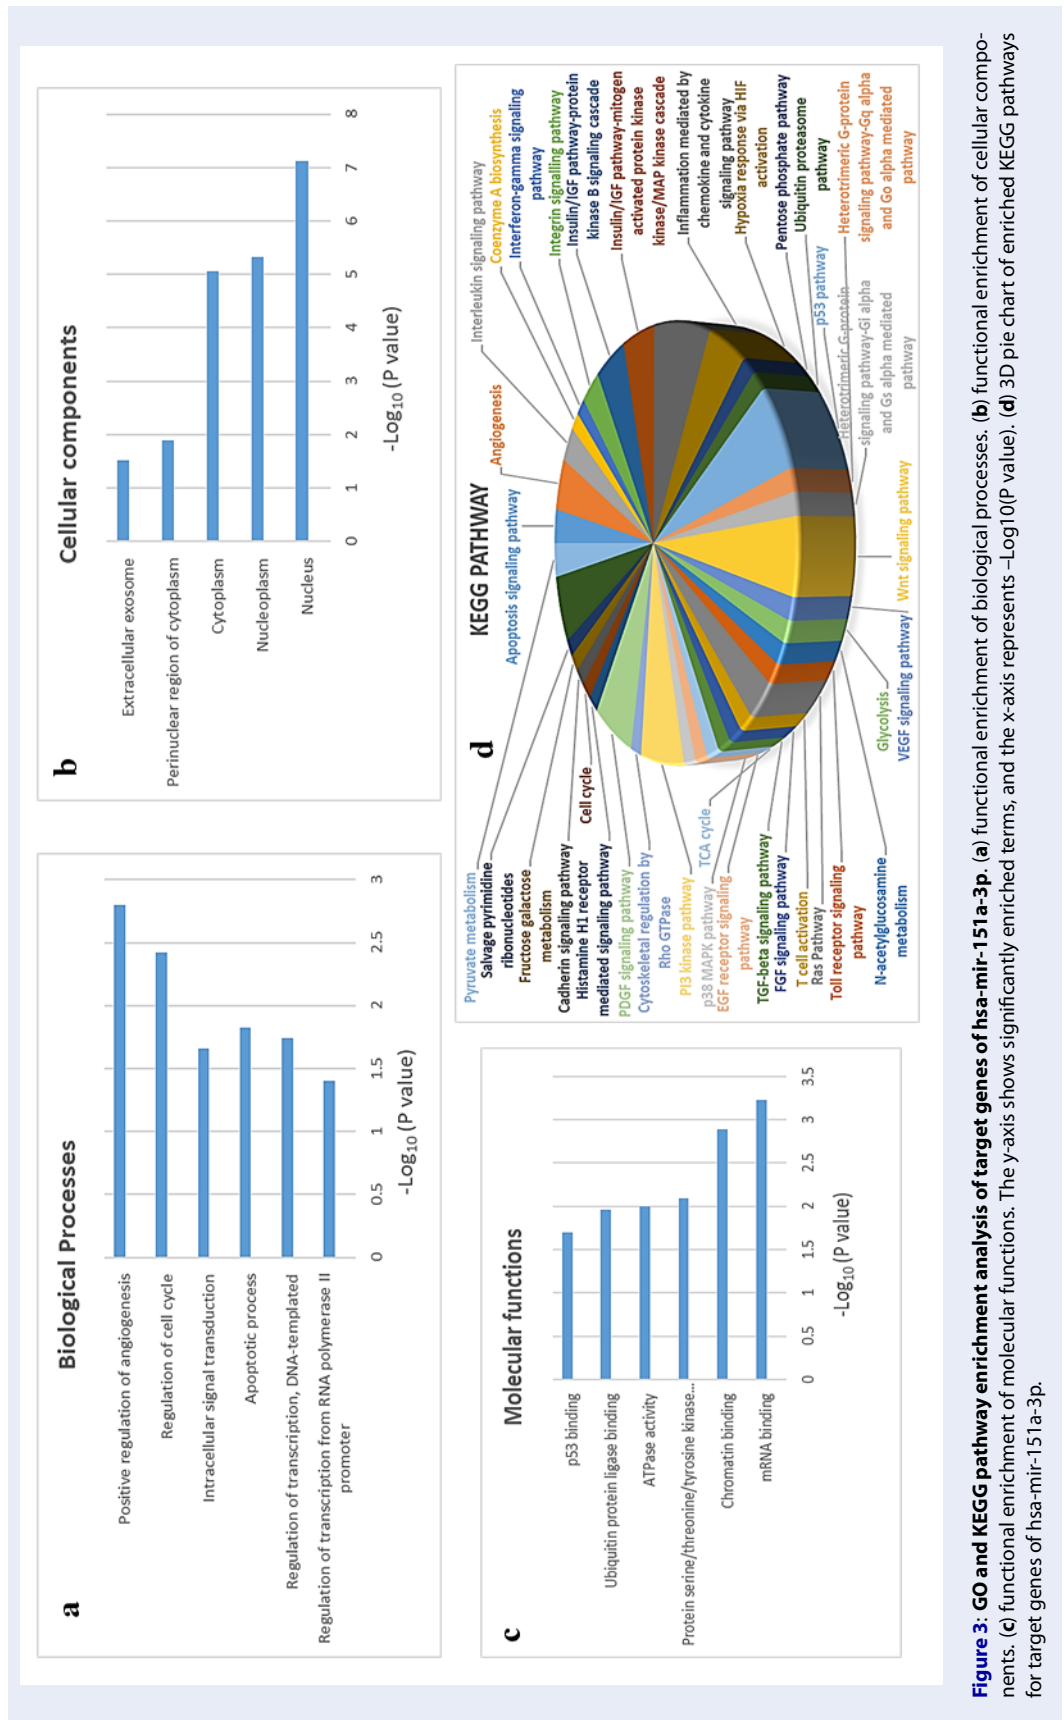 a
Biological Processes
Positive regulation of angiogenesis
Regulation of cell cycle
Intracellular signal transduction
Apoptotic process
Regulation of transcription, DNA-templated
Regulation of transcription from RNA polymerase II
promoter
0 0.5 1 1.5 2 2.5 3
-Log10 (P value)
b
Cellular components
Extracellular exosome
Perinuclear region of cytoplasm
Cytoplasm
Nucleoplasm
Nucleus
0 1 2 3 4 5 6 7 8
-Log10 (P value)
c
Molecular functions
p53 binding
Ubiquitin protein ligase binding
ATPase activity
Protein serine/threonine/tyrosine kinase...
Chromatin binding
mRNA binding
0 0.5 1 1.5 2 2.5 3 3.5
-Log10 (P value)
d
KEGG PATHWAY
Apoptosis signaling pathway
Angiogenesis
Interleukin signaling pathway
Coenzyme A biosynthesis
Interferon-gamma signaling
pathway
Integrin signalling pathway
Insulin/IGF pathway-protein
kinase B signaling cascade
Insulin/IGF pathway-mitogen
activated protein kinase
kinase/MAP kinase cascade
Inflammation mediated by
chemokine and cytokine
signaling pathway
Hypoxia response via HIF
activation
Pentose phosphate pathway
Ubiquitin proteasome
pathway
p53 pathway
Heterotrimeric G-protein
signaling pathway-Gq alpha
and Go alpha mediated
pathway
Heterotrimeric G-protein
signaling pathway-Gi alpha
and Gs alpha mediated
pathway
Wnt signaling pathway
VEGF signaling pathway
Glycolysis
N-acetylglucosamine
metabolism
Toll receptor signaling
pathway
Ras Pathway
T cell activation
FGF signaling pathway
TGF-beta signaling pathway
TCA cycle
EGF receptor signaling
pathway
p38 MAPK pathway
PI3 kinase pathway
Cytoskeletal regulation by
Rho GTPase
PDGF signaling pathway
Histamine H1 receptor
mediated signaling pathway
Cell cycle
Cadherin signaling pathway
Fructose galactose
metabolism
Salvage pyrimidine
ribonucleotides
Pyruvate metabolism
Figure 3: GO and KEGG pathway enrichment analysis of target genes of hsa-mir-151a-3p. (a) functional enrichment of biological processes. (b) functional enrichment of cellular compo-
nents. (c) functional enrichment of molecular functions. The y-axis shows significantly enriched terms, and the x-axis represents –Log10(P value). (d) 3D pie chart of enriched KEGG pathways
for target genes of hsa-mir-151a-3p.